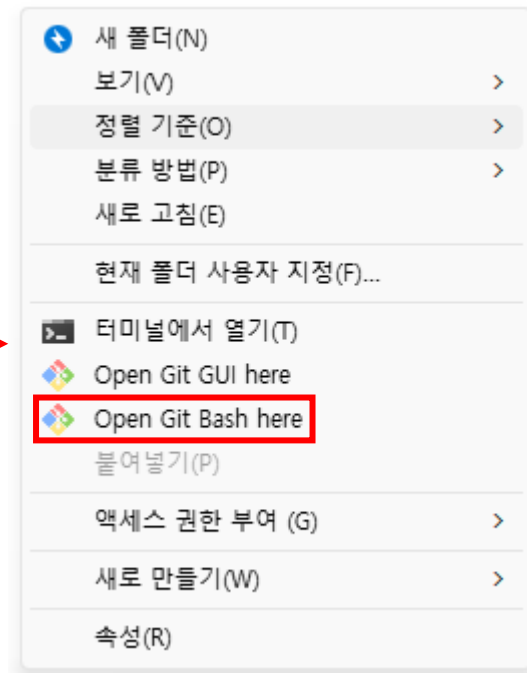 새 폴더(N)
보기(V)
정렬 기준(O)
분류 방법(P)
새로 고침(E)
현재 폴더 사용자 지정(F)...
터미널에서 열기(T)
Open Git GUI here
Open Git Bash here
붙여넣기(P)
액세스 권한 부여 (G)
새로 만들기(W)
속성(R)